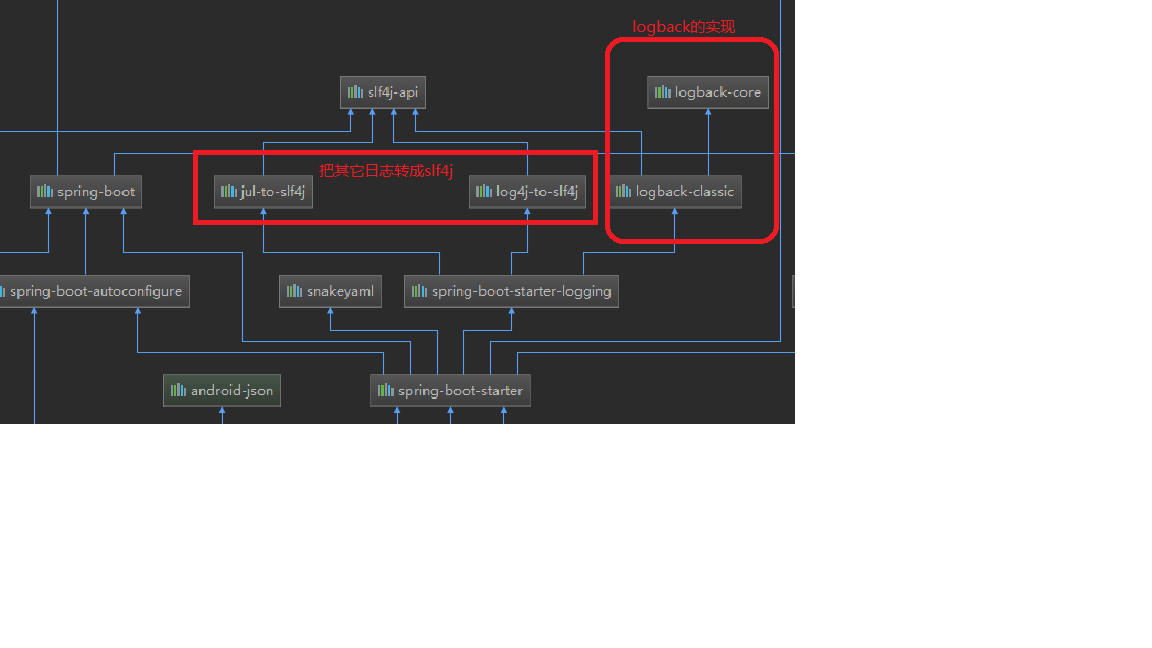 logback的实现
slf4j-api
logback-core
把其它日志转成slf4j
spring-boot
jul-to-slf4j
log4j-to-slf4j
logback-classic
spring-boot-autoconfigure
snakeyaml
spring-boot-starter-logging
android-json
spring-boot-starter